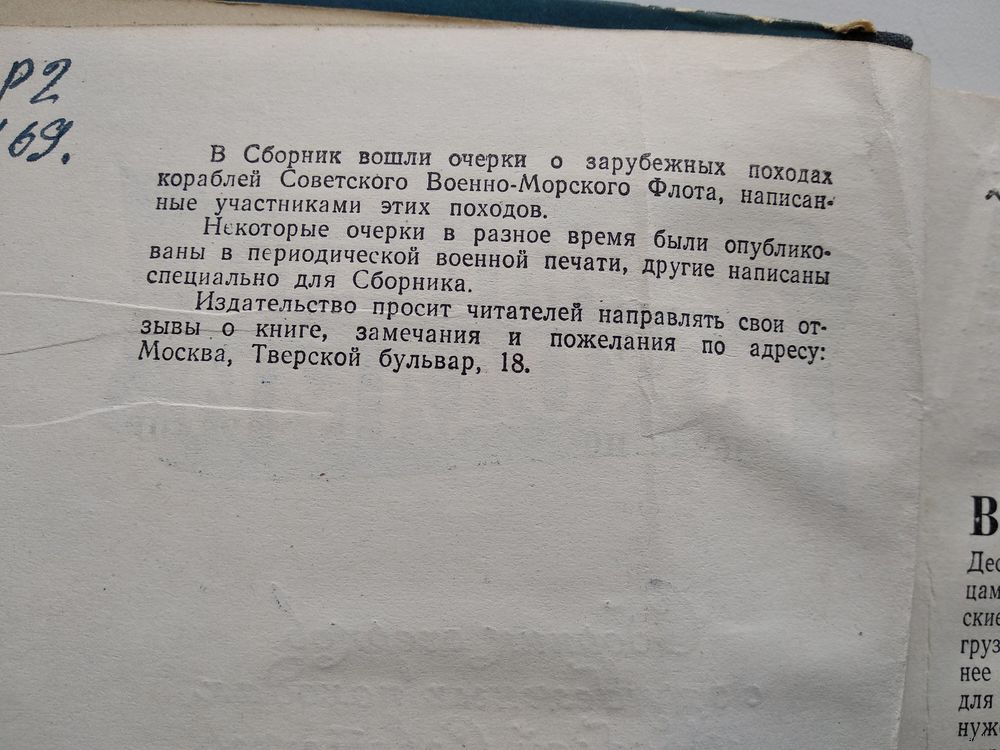 Р2
69.
В Сборник вошли очерки о зарубежных походах
кораблей Советского Военно-Морского Флота, написан-
ные участниками этих походов.
Некоторые очерки в разное время были опублико-
ваны в периодической военной печати, другие написаны
специально для Сборника.
Издательство просит читателей направлять свои от-
зывы о книге, замечания и пожелания по адресу:
Москва, Тверской бульвар, 18.
В
Дес
цам
ские
груз
нее
для
нуж